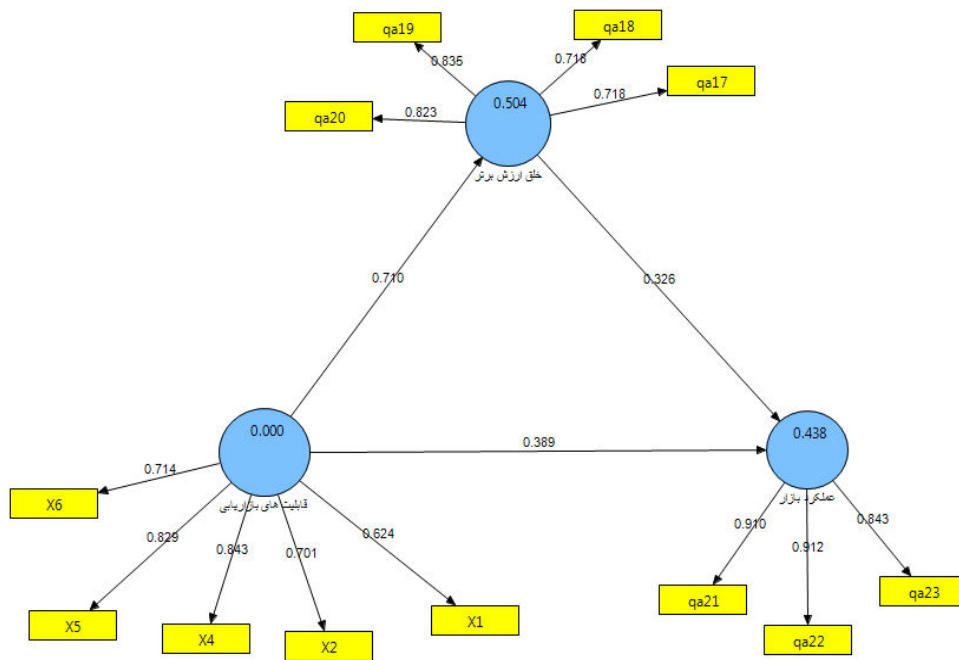 qa19
qa18
0.835
0.718
qa17
0.504
0.718
qa20
0.823
خلق ارزش برتر
0.710
0.326
0.000
0.438
0.389
0.714
X6
قابلیت های بازاریابی
عملکرد بازار
0.829
0.843
0.701
0.624
0.910
0.912
0.843
qa21
qa23
X5
X4
X2
X1
qa22